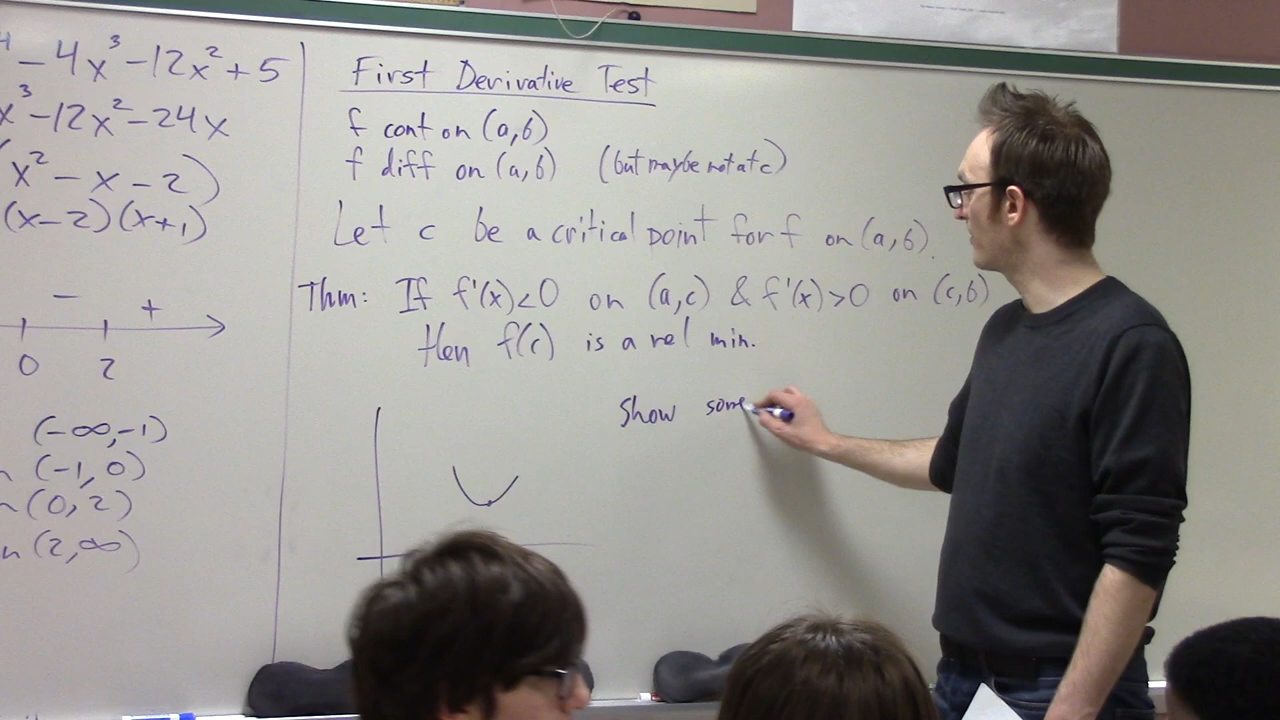 4 - 4x³ - 12x² + 5
x³ - 12x² - 24x
(x² - x - 2)
(x-2)(x+1)
- +
0 2
(-∞,-1)
n (-1, 0)
n (0, 2)
n (2, ∞)
First Derivative Test
f cont on (a,b)
f diff on (a,b) (but maybe not at c)
Let c be a critical point for f on (a,b).
Thm: If f'(x)<0 on (a,c) & f'(x)>0 on (c,b)
then f(c) is a rel min.
Show some